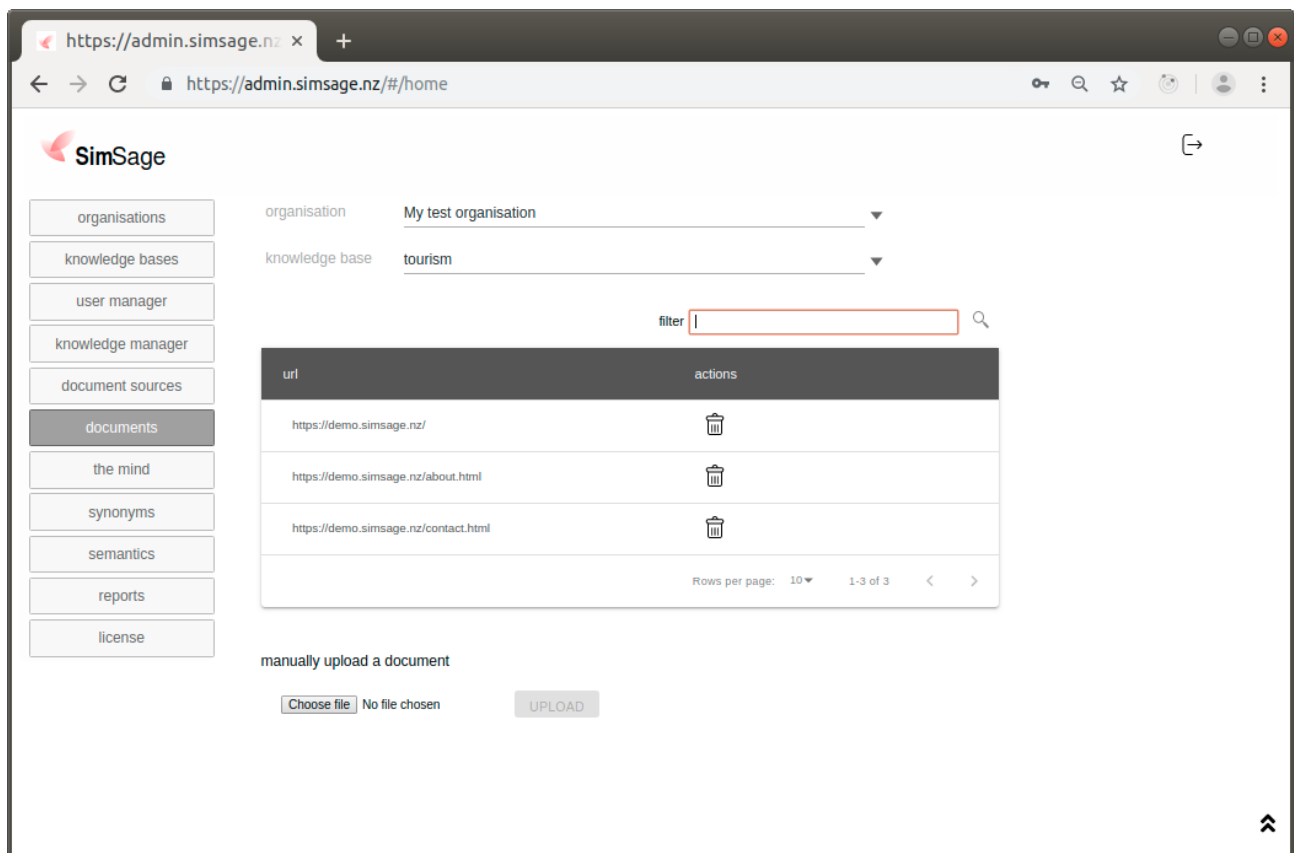 https://admin.simsage.nz
https://admin.simsage.nz/#/home
SimSage
organisations
knowledge bases
user manager
knowledge manager
document sources
documents
the mind
synonyms
semantics
reports
license
organisation My test organisation
knowledge base tourism
filter
url actions
https://demo.simsage.nz/
https://demo.simsage.nz/about.html
https://demo.simsage.nz/contact.html
Rows per page: 10 1-3 of 3
manually upload a document
Choose file No file chosen UPLOAD